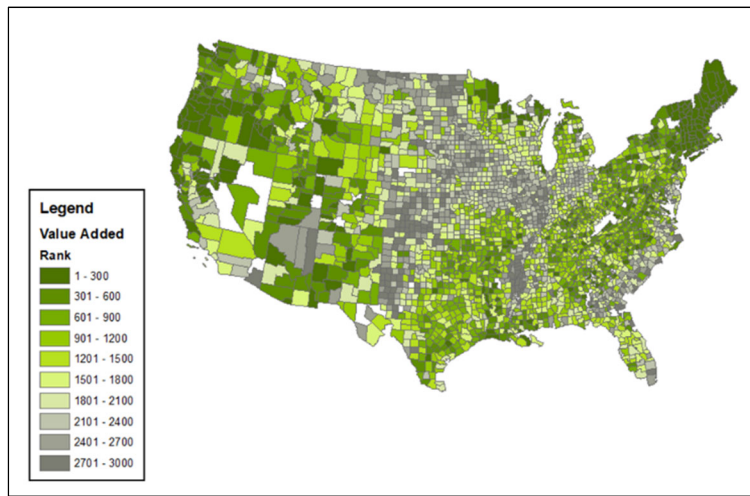 Legend
Value Added
Rank
1 - 300
301 - 600
601 - 900
901 - 1200
1201 - 1500
1501 - 1800
1801 - 2100
2101 - 2400
2401 - 2700
2701 - 3000